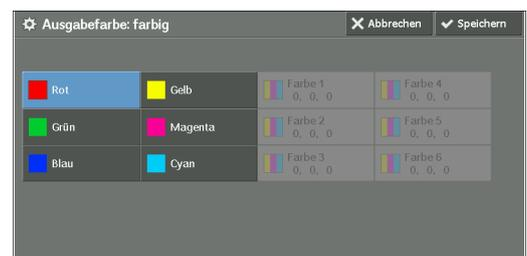 Ausgabefarbe: farbig
Abbrechen
Speichern
Rot
Gelb
Farbe 1
0, 0, 0
Farbe 4
0, 0, 0
Grün
Magenta
Farbe 2
0, 0, 0
Farbe 5
0, 0, 0
Blau
Cyan
Farbe 3
0, 0, 0
Farbe 6
0, 0, 0